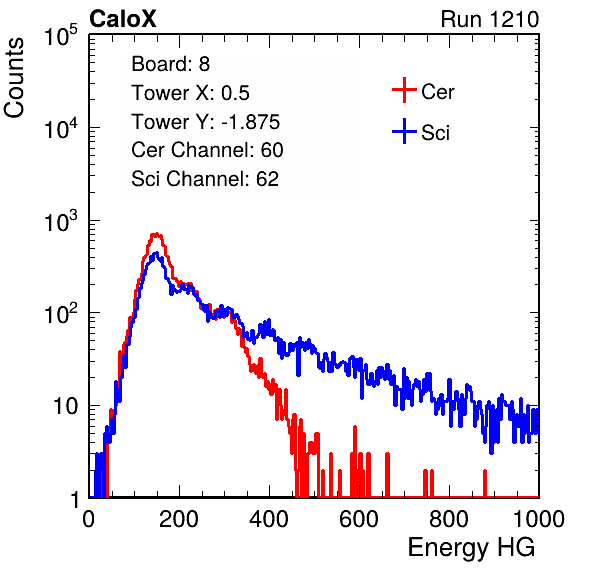 CaloX Run 1210
Counts
Board: 8
Tower X: 0.5
Tower Y: -1.875
Cer Channel: 60
Sci Channel: 62
Cer
Sci
10^5
10^4
10^3
10^2
10
1
0 200 400 600 800 1000
Energy HG